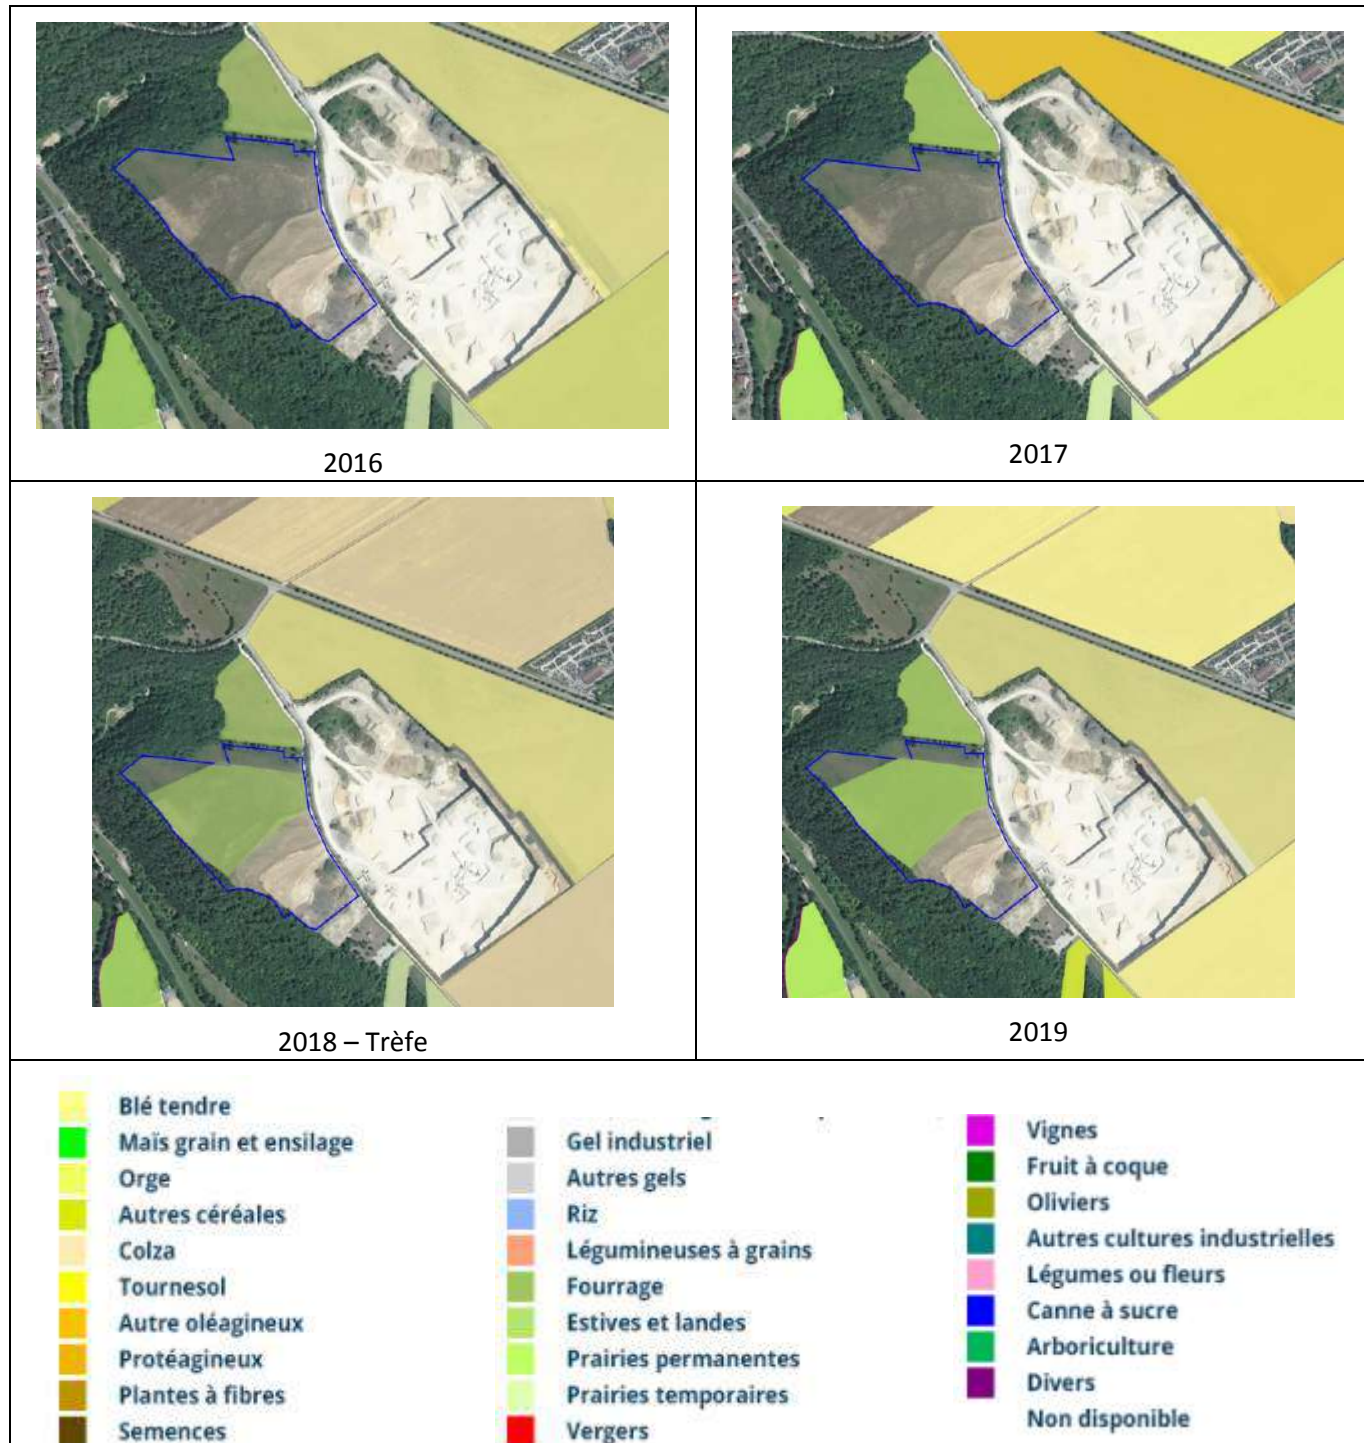 2016
2017
2018 – Trèfe
2019
Blé tendre
Maïs grain et ensilage
Orge
Autres céréales
Colza
Tournesol
Autre oléagineux
Protéagineux
Plantes à fibres
Semences
Gel industriel
Autres gels
Riz
Légumineuses à grains
Fourrage
Estives et landes
Prairies permanentes
Prairies temporaires
Vergers
Vignes
Fruit à coque
Oliviers
Autres cultures industrielles
Légumes ou fleurs
Canne à sucre
Arboriculture
Divers
Non disponible